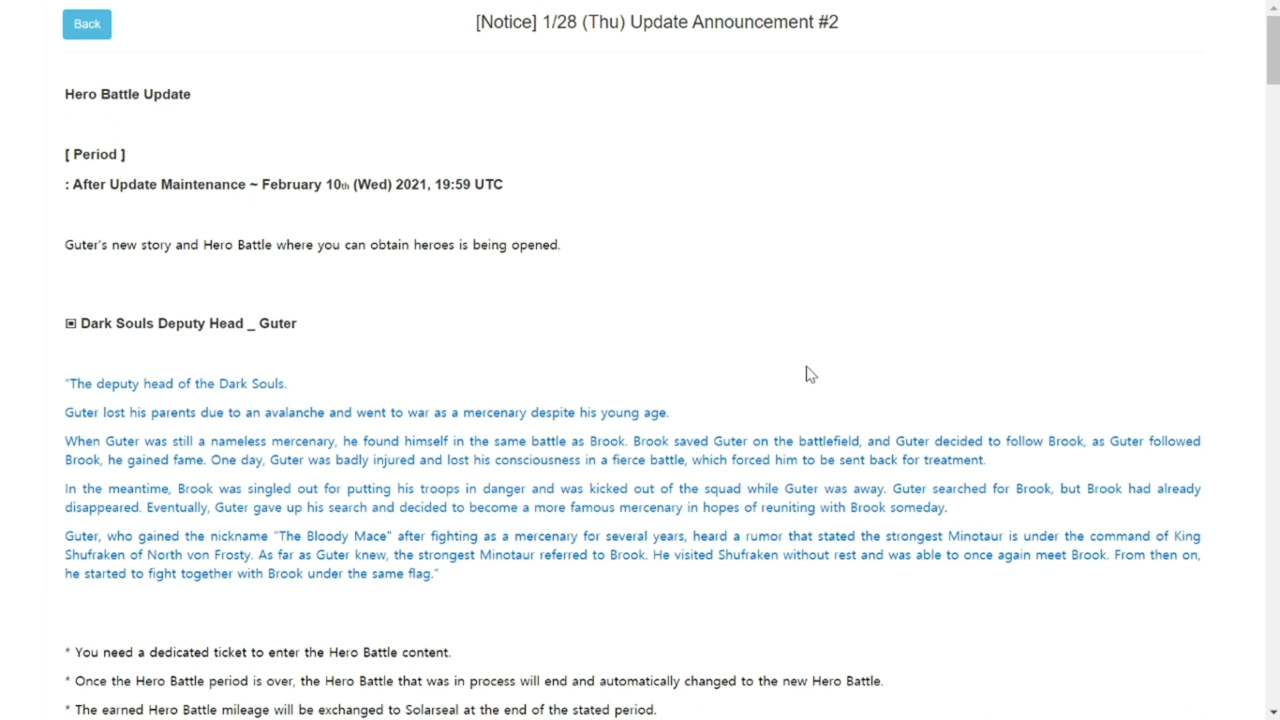 Back
[Notice] 1/28 (Thu) Update Announcement #2
Hero Battle Update
[ Period ]
: After Update Maintenance ~ February 10th (Wed) 2021, 19:59 UTC
Guter's new story and Hero Battle where you can obtain heroes is being opened.
▣ Dark Souls Deputy Head _ Guter
"The deputy head of the Dark Souls.
Guter lost his parents due to an avalanche and went to war as a mercenary despite his young age.
When Guter was still a nameless mercenary, he found himself in the same battle as Brook. Brook saved Guter on the battlefield, and Guter decided to follow Brook, as Guter followed
Brook, he gained fame. One day, Guter was badly injured and lost his consciousness in a fierce battle, which forced him to be sent back for treatment.
In the meantime, Brook was singled out for putting his troops in danger and was kicked out of the squad while Guter was away. Guter searched for Brook, but Brook had already
disappeared. Eventually, Guter gave up his search and decided to become a more famous mercenary in hopes of reuniting with Brook someday.
Guter, who gained the nickname "The Bloody Mace" after fighting as a mercenary for several years, heard a rumor that stated the strongest Minotaur is under the command of King
Shufraken of North von Frosty. As far as Guter knew, the strongest Minotaur referred to Brook. He visited Shufraken without rest and was able to once again meet Brook. From then on,
he started to fight together with Brook under the same flag."
* You need a dedicated ticket to enter the Hero Battle content.
* Once the Hero Battle period is over, the Hero Battle that was in process will end and automatically changed to the new Hero Battle.
* The earned Hero Battle mileage will be exchanged to Solarseal at the end of the stated period.